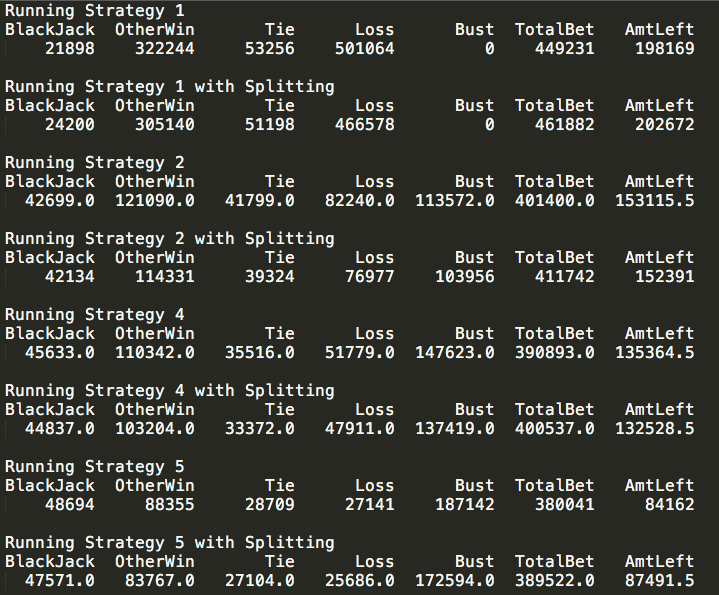 Running Strategy 1
BlackJack OtherWin Tie Loss Bust TotalBet AmtLeft
21898 322244 53256 501064 0 449231 198169
Running Strategy 1 with Splitting
BlackJack OtherWin Tie Loss Bust TotalBet AmtLeft
24200 305140 51198 466578 0 461882 202672
Running Strategy 2
BlackJack OtherWin Tie Loss Bust TotalBet AmtLeft
42699.0 121090.0 41799.0 82240.0 113572.0 401400.0 153115.5
Running Strategy 2 with Splitting
BlackJack OtherWin Tie Loss Bust TotalBet AmtLeft
42134 114331 39324 76977 103956 411742 152391
Running Strategy 4
BlackJack OtherWin Tie Loss Bust TotalBet AmtLeft
45633.0 110342.0 35516.0 51779.0 147623.0 390893.0 135364.5
Running Strategy 4 with Splitting
BlackJack OtherWin Tie Loss Bust TotalBet AmtLeft
44837.0 103204.0 33372.0 47911.0 137419.0 400537.0 132528.5
Running Strategy 5
BlackJack OtherWin Tie Loss Bust TotalBet AmtLeft
48694 88355 28709 27141 187142 380041 84162
Running Strategy 5 with Splitting
BlackJack OtherWin Tie Loss Bust TotalBet AmtLeft
47571.0 83767.0 27104.0 25686.0 172594.0 389522.0 87491.5